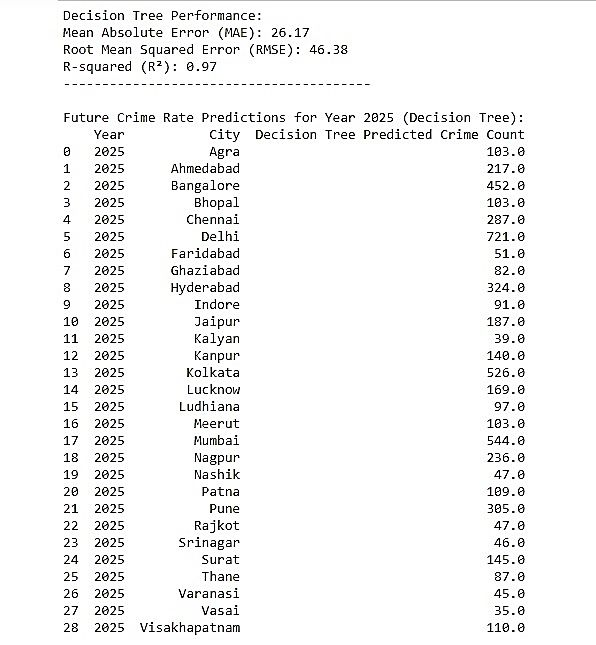 Decision Tree Performance:
Mean Absolute Error (MAE): 26.17
Root Mean Squared Error (RMSE): 46.38
R-squared (R²): 0.97
----------------------------------------
Future Crime Rate Predictions for Year 2025 (Decision Tree):
Year City Decision Tree Predicted Crime Count
0 2025 Agra 103.0
1 2025 Ahmedabad 217.0
2 2025 Bangalore 452.0
3 2025 Bhopal 103.0
4 2025 Chennai 287.0
5 2025 Delhi 721.0
6 2025 Faridabad 51.0
7 2025 Ghaziabad 82.0
8 2025 Hyderabad 324.0
9 2025 Indore 91.0
10 2025 Jaipur 187.0
11 2025 Kalyan 39.0
12 2025 Kanpur 140.0
13 2025 Kolkata 526.0
14 2025 Lucknow 169.0
15 2025 Ludhiana 97.0
16 2025 Meerut 103.0
17 2025 Mumbai 544.0
18 2025 Nagpur 236.0
19 2025 Nashik 47.0
20 2025 Patna 109.0
21 2025 Pune 305.0
22 2025 Rajkot 47.0
23 2025 Srinagar 46.0
24 2025 Surat 145.0
25 2025 Thane 87.0
26 2025 Varanasi 45.0
27 2025 Vasai 35.0
28 2025 Visakhapatnam 110.0